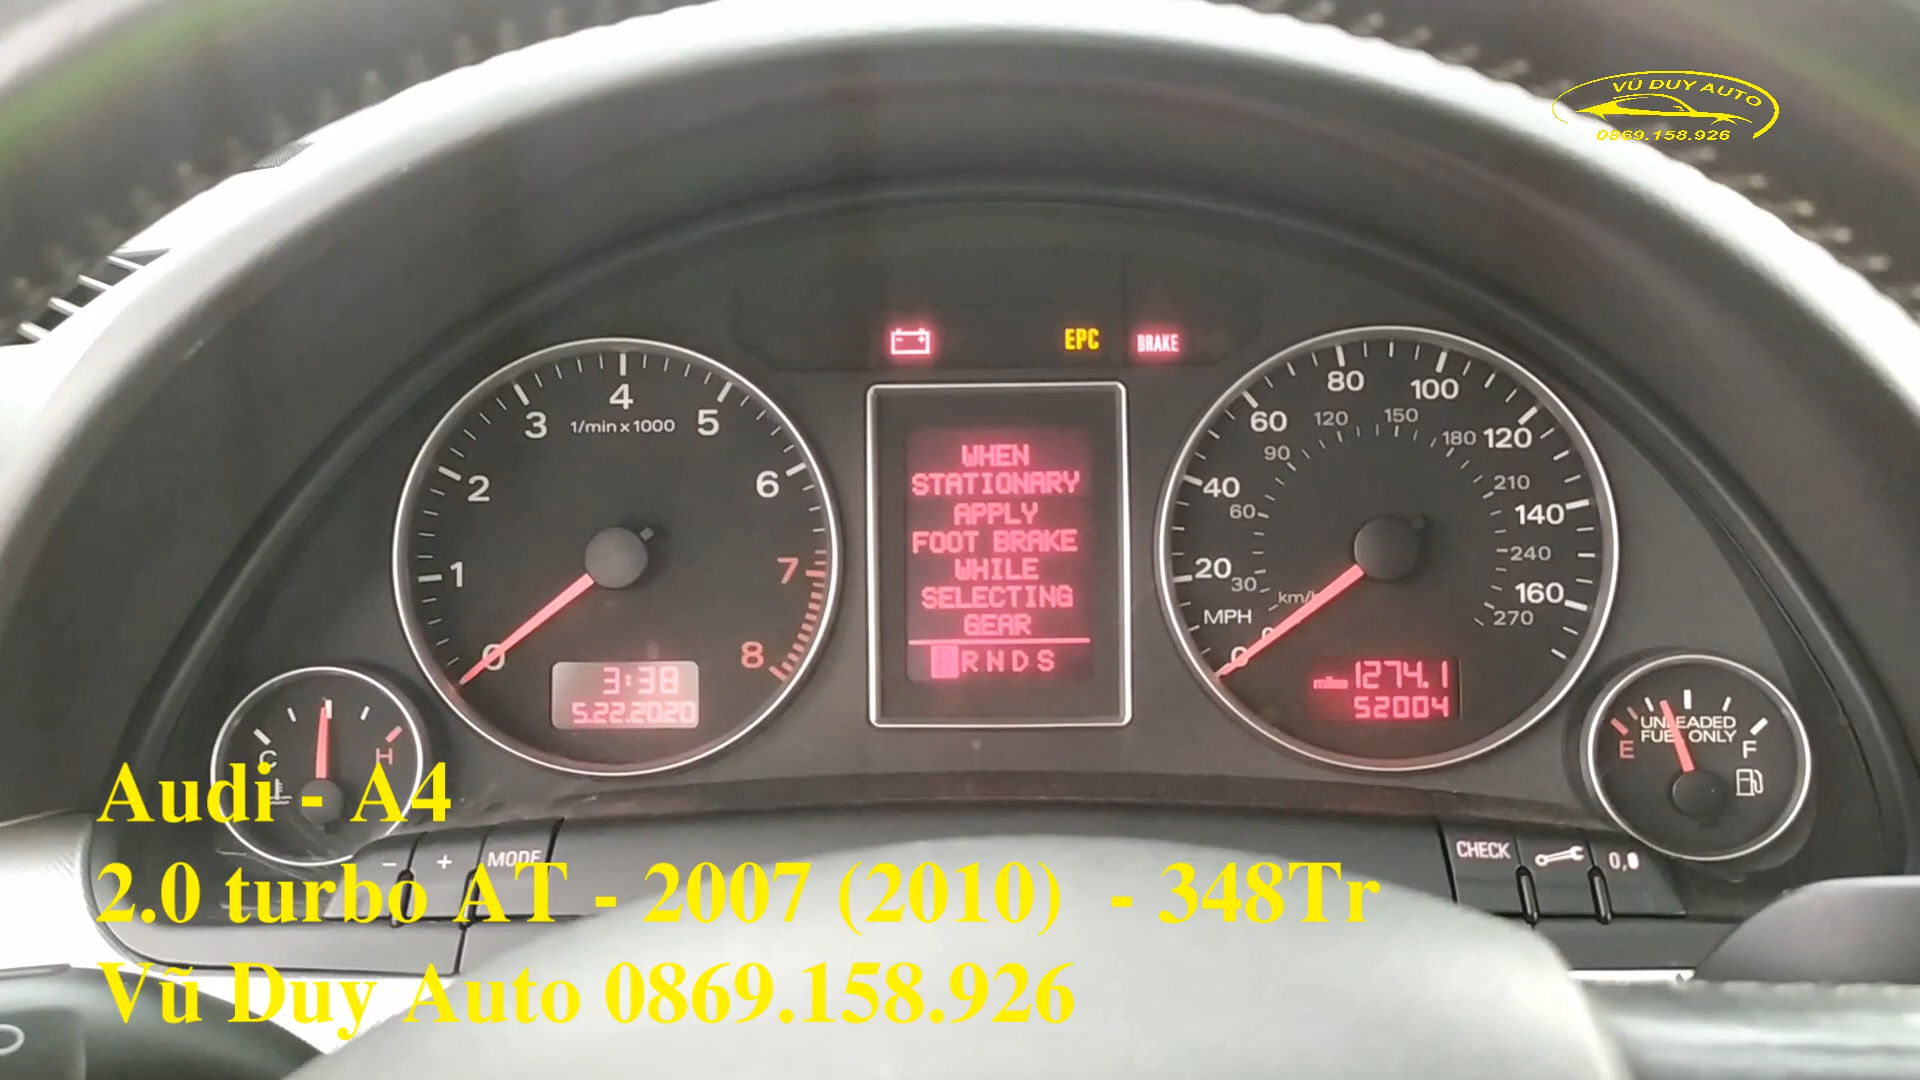 VŨ DUY AUTO
0869.158.926
EPC
BRAKE
1/min x 1000
0
1
2
3
4
5
6
7
8
3:38
5.22.2020
WHEN
STATIONARY
APPLY
FOOT BRAKE
WHILE
SELECTING
GEAR
P R N D S
MPH
0
20
40
60
80
100
120
140
160
km/h
30
60
90
120
150
180
210
240
270
miles 1274.1
52004
C
H
UNLEADED
FUEL ONLY
E
F
- + MODE
CHECK
0,0
Audi - A4
2.0 turbo AT - 2007 (2010) - 348Tr
Vũ Duy Auto 0869.158.926